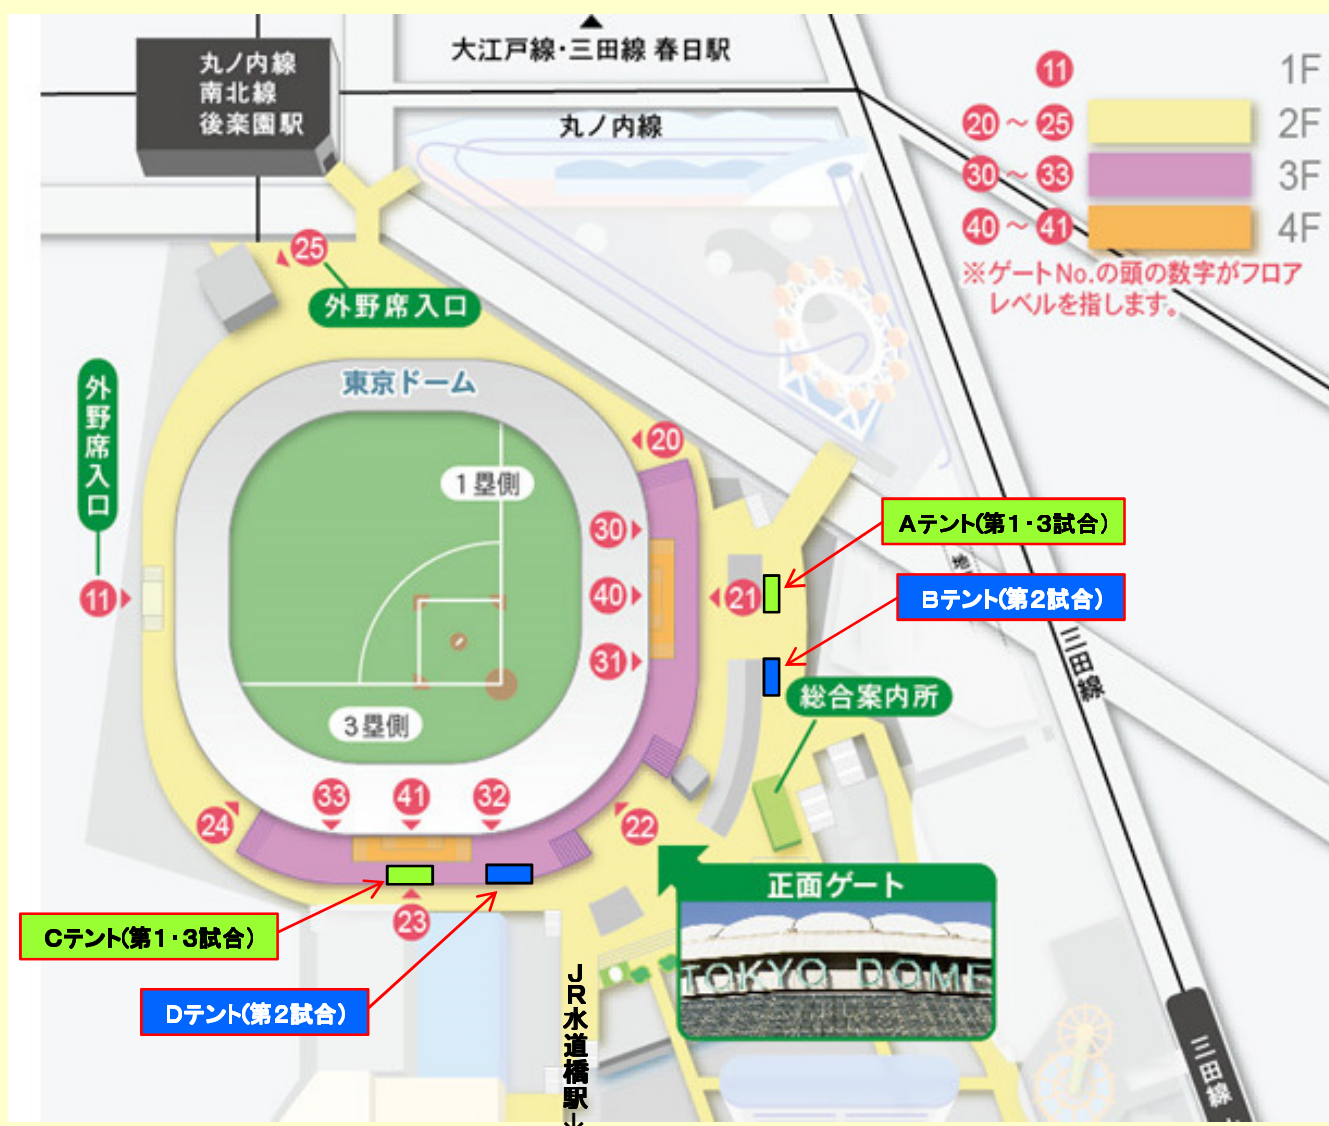 大江戸線・三田線 春日駅
丸ノ内線
南北線
後楽園駅
丸ノ内線
11
1F
20～25
2F
30～33
3F
40～41
4F
※ゲートNo.の頭の数字がフロア
レベルを指します。
25
外野席入口
外野席入口
東京ドーム
20
1塁側
30
Aテント(第1・3試合)
11
40
21
Bテント(第2試合)
31
三田線
総合案内所
3塁側
33
41
32
24
22
正面ゲート
TOKYO DOME
23
Cテント(第1・3試合)
Dテント(第2試合)
JR水道橋駅
三田線